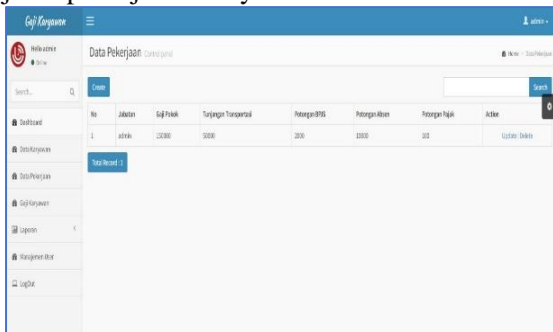 Gaji Karyawan
admin
Hello admin
Online
Data Pekerjaan Control panel
Home > Data Pekerjaan
Search...
Create
Search
No Jabatan Gaji Pokok Tunjangan Transportasi Potongan BPJS Potongan Absen Potongan Pajak Action
1 admin 50000 2000 10000 100 Update Delete
Total Record : 1
Dashboard
Data Karyawan
Data Pekerjaan
Gaji Karyawan
Laporan
Manajemen User
LogOut